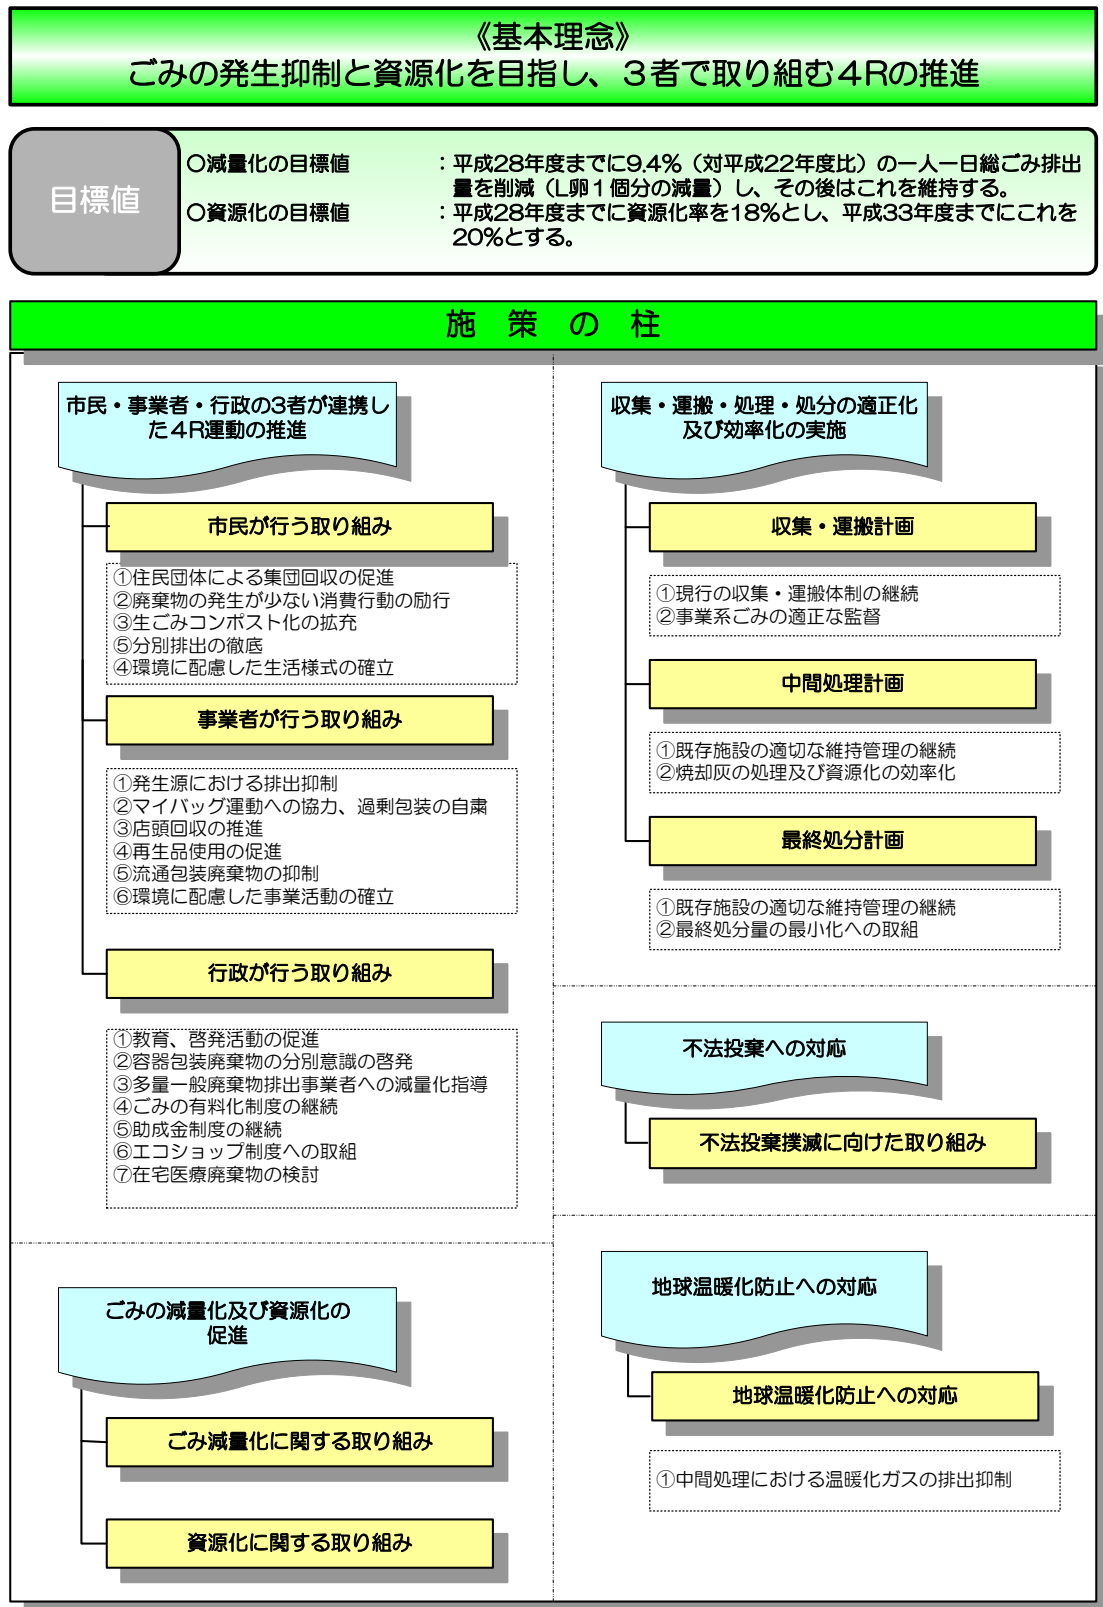 《基本理念》
ごみの発生抑制と資源化を目指し、３者で取り組む４Rの推進
目標値
〇減量化の目標値　　　：平成28年度までに9.4%（対平成22年度比）の一人一日総ごみ排出
量を削減（L卵１個分の減量）し、その後はこれを維持する。
〇資源化の目標値　　　：平成28年度までに資源化率を18%とし、平成33年度までにこれを
20%とする。
施　策　の　柱
市民・事業者・行政の3者が連携し
た４R運動の推進
市民が行う取り組み
①住民団体による集団回収の促進
②廃棄物の発生が少ない消費行動の励行
③生ごみコンポスト化の拡充
⑤分別排出の徹底
④環境に配慮した生活様式の確立
事業者が行う取り組み
①発生源における排出抑制
②マイバッグ運動への協力、過剰包装の自粛
③店頭回収の推進
④再生品使用の促進
⑤流通包装廃棄物の抑制
⑥環境に配慮した事業活動の確立
行政が行う取り組み
①教育、啓発活動の促進
②容器包装廃棄物の分別意識の啓発
③多量一般廃棄物排出事業者への減量化指導
④ごみの有料化制度の継続
⑤助成金制度の継続
⑥エコショップ制度への取組
⑦在宅医療廃棄物の検討
ごみの減量化及び資源化の
促進
ごみ減量化に関する取り組み
資源化に関する取り組み
収集・運搬・処理・処分の適正化
及び効率化の実施
収集・運搬計画
①現行の収集・運搬体制の継続
②事業系ごみの適正な監督
中間処理計画
①既存施設の適切な維持管理の継続
②焼却灰の処理及び資源化の効率化
最終処分計画
①既存施設の適切な維持管理の継続
②最終処分量の最小化への取組
不法投棄への対応
不法投棄撲滅に向けた取り組み
地球温暖化防止への対応
地球温暖化防止への対応
①中間処理における温暖化ガスの排出抑制